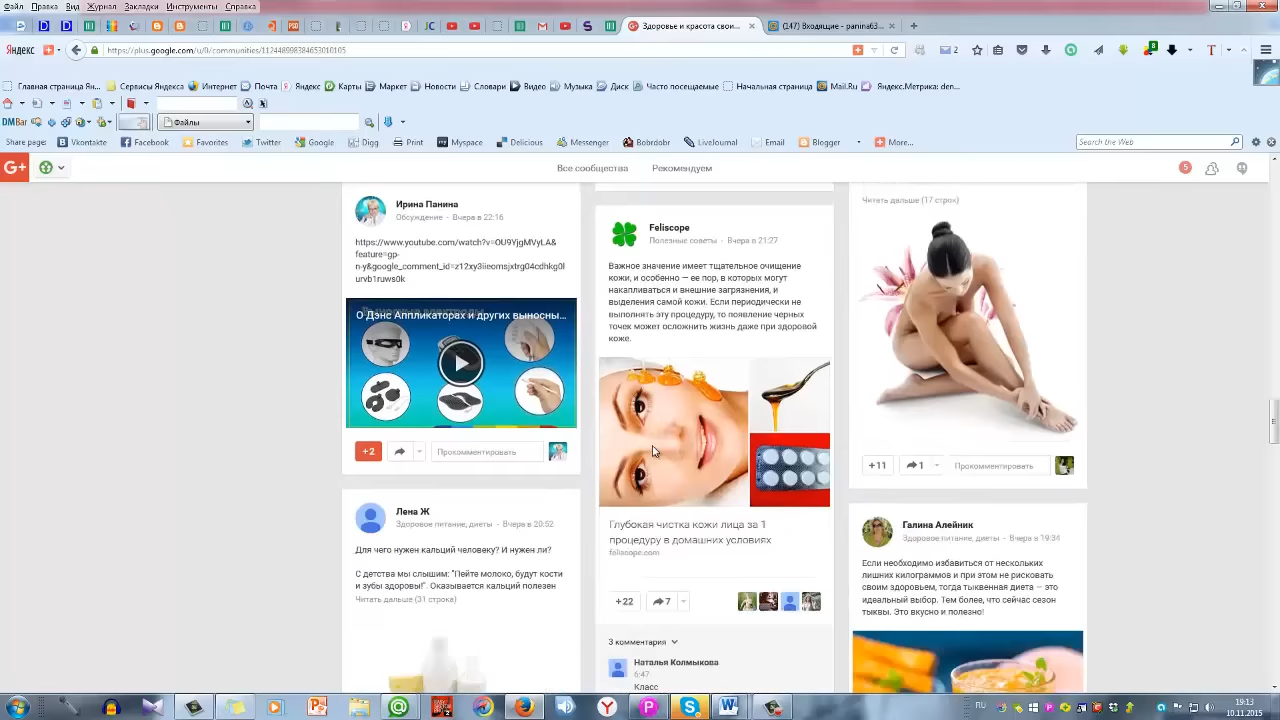 Файл Правка Вид Журнал Закладки Инструменты Справка
Здоровье и красота свои...
(147) Входящие - panina63...
Яндекс
https://plus.google.com/u/0/communities/112448998384653010105
2
8
Главная страница Ян...
Сервисы Яндекса
Интернет
Почта
Яндекс
Карты
Маркет
Новости
Словари
Видео
Музыка
Диск
Часто посещаемые
Начальная страница
Mail.Ru
Яндекс.Метрика: den...
DMBar
Файлы
Share page:
Vkontakte
Facebook
Favorites
Twitter
Google
Digg
Print
Myspace
Delicious
Messenger
Bobrdobr
LiveJournal
Blogger
More...
Search the Web
G+
Все сообщества
Рекомендуем
5
Ирина Панина
Обсуждение - Вчера в 22:16
https://www.youtube.com/watch?v=OU9YjgMVyLA&
feature=gp-
n-y&google_comment_id=z12xy3iieomsjxtrg04cdhkg0l
urvb1ruws0k
О Дэнс Аппликаторах и других выносны...
+2
Прокомментировать
Лена Ж
Здоровое питание, диеты - Вчера в 20:52
Для чего нужен кальций человеку? И нужен ли?
С детства мы слышим: "Пейте молоко, будут кости
и зубы здоровы!". Оказывается кальций полезен
Читать дальше (31 строка)
Feliscope
Полезные советы - Вчера в 21:27
Важное значение имеет тщательное очищение
кожи, и особенно — ее пор, в которых могут
накапливаться и внешние загрязнения, и
выделения самой кожи. Если периодически не
выполнять эту процедуру, то появление черных
точек может осложнить жизнь даже при здоровой
коже.
Глубокая чистка кожи лица за 1
процедуру в домашних условиях
feliscope.com
+22
7
3 комментария
Наталья Колмыкова
6:47
Класс
Читать дальше (17 строк)
+11
1
Прокомментировать
Галина Алейник
Здоровое питание, диеты - Вчера в 19:34
Если необходимо избавиться от нескольких
лишних килограммов и при этом не рисковать
своим здоровьем, тогда тыквенная диета — это
идеальный выбор. Тем более, что сейчас сезон
тыквы. Это вкусно и полезно!
RU
19:13
10.11.2015